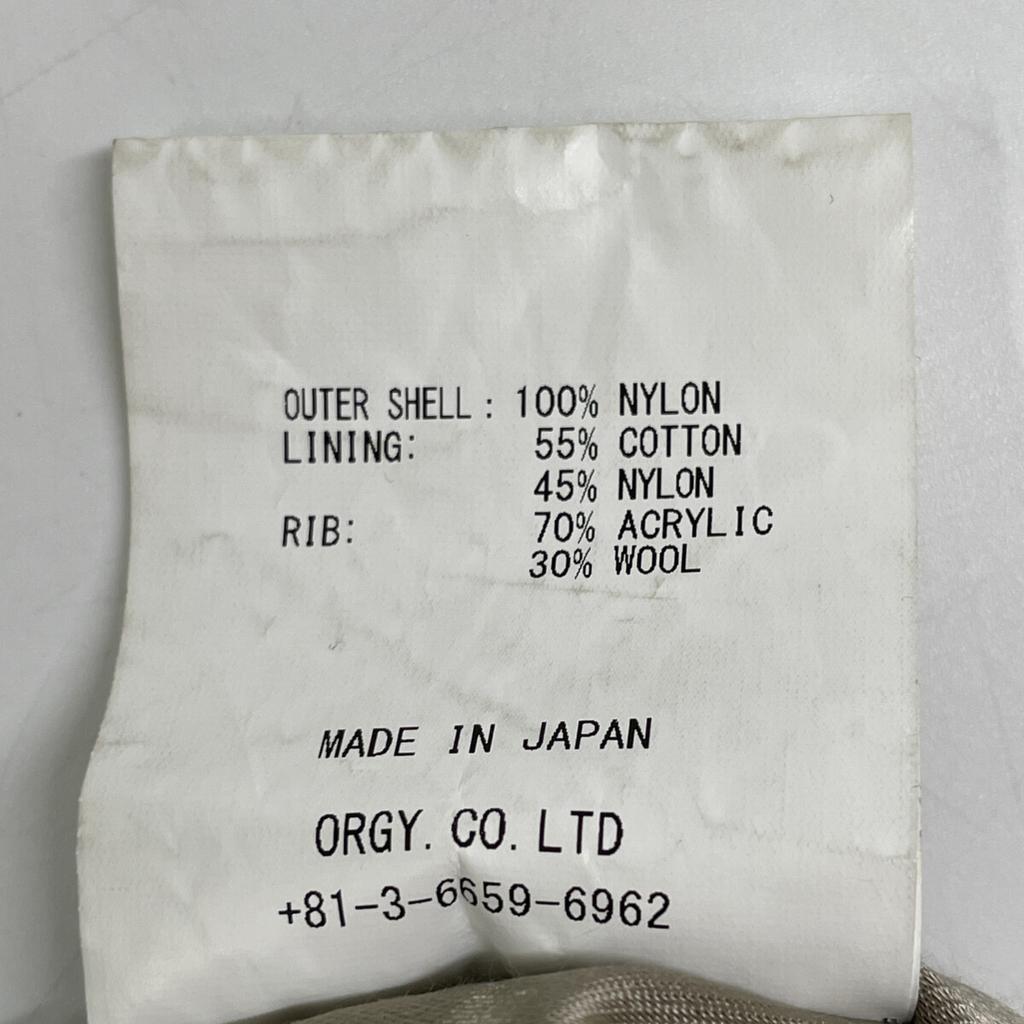 OUTER SHELL : 100% NYLON
LINING: 55% COTTON
45% NYLON
RIB: 70% ACRYLIC
30% WOOL
MADE IN JAPAN
ORGY. CO. LTD
+81-3-6659-6962